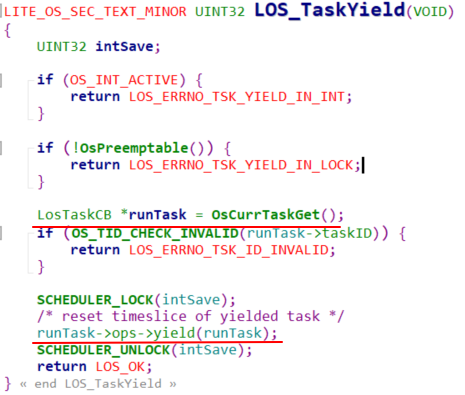 LITE_OS_SEC_TEXT_MINOR UINT32 LOS_TaskYield(VOID)
{
    UINT32 intSave;

    if (OS_INT_ACTIVE) {
        return LOS_ERRNO_TSK_YIELD_IN_INT;
    }

    if (!OsPreemptable()) {
        return LOS_ERRNO_TSK_YIELD_IN_LOCK;
    }

    LosTaskCB *runTask = OsCurrTaskGet();
    if (OS_TID_CHECK_INVALID(runTask->taskID)) {
        return LOS_ERRNO_TSK_ID_INVALID;
    }

    SCHEDULER_LOCK(intSave);
    /* reset timeslice of yielded task */
    runTask->ops->yield(runTask);
    SCHEDULER_UNLOCK(intSave);
    return LOS_OK;
} « end LOS_TaskYield »